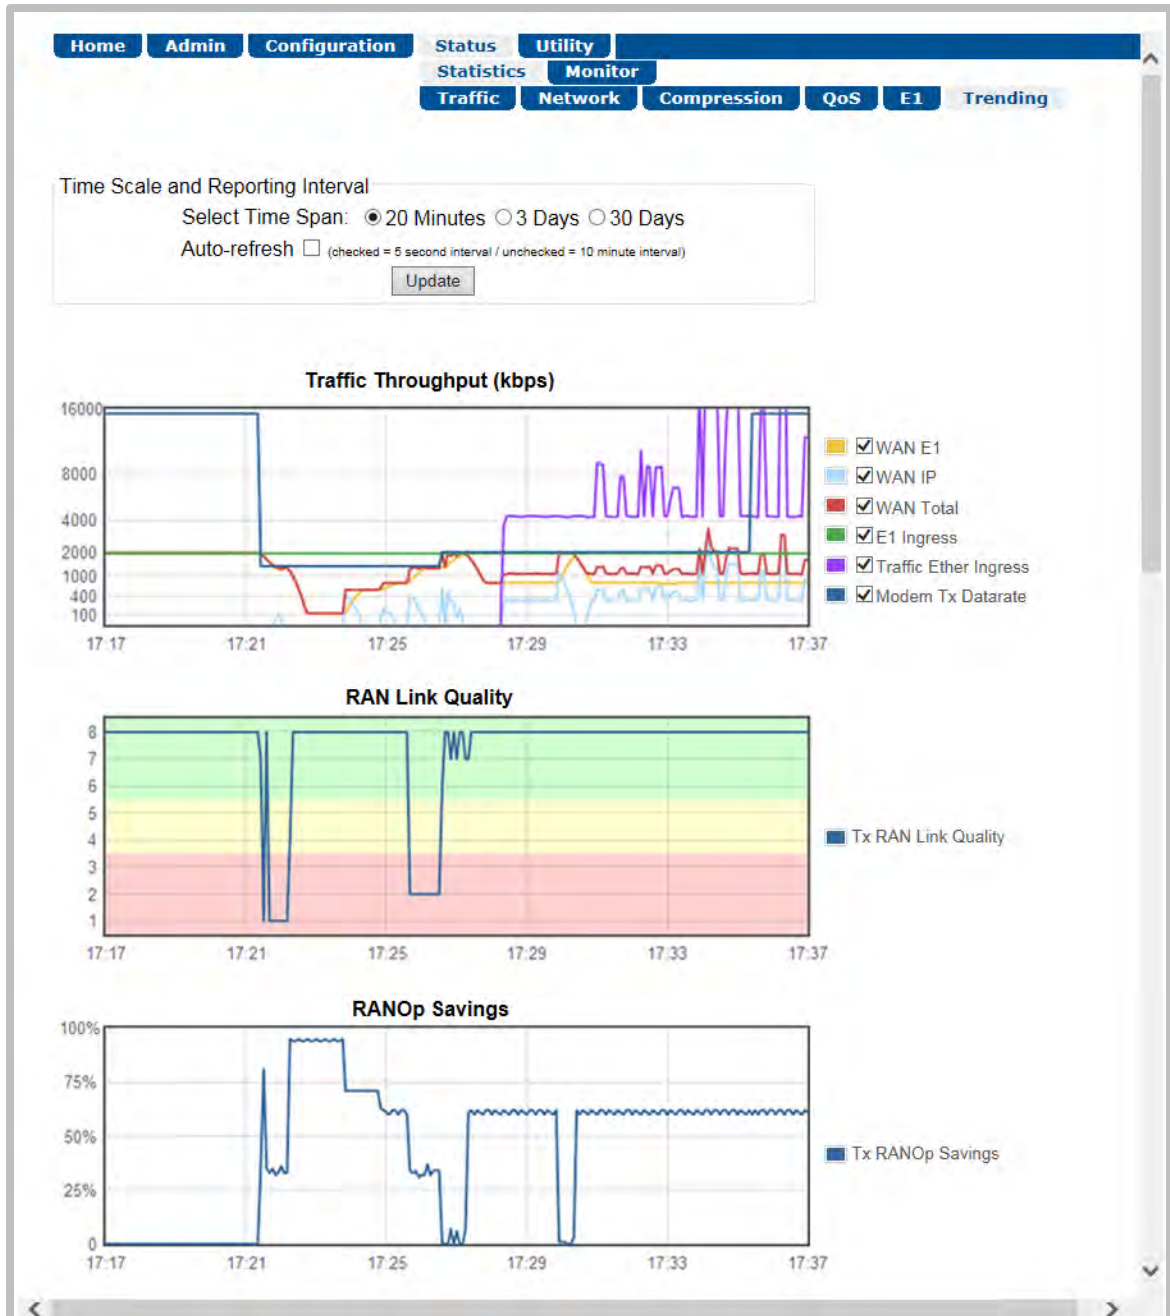 Home Admin Configuration Status Utility
Statistics Monitor
Traffic Network Compression QoS E1 Trending
Time Scale and Reporting Interval
Select Time Span: 20 Minutes 3 Days 30 Days
Auto-refresh (checked = 5 second interval / unchecked = 10 minute interval)
Update
Traffic Throughput (kbps)
16000
8000
4000
2000
1000
400
100
17:17 17:21 17:25 17:29 17:33 17:37
WAN E1
WAN IP
WAN Total
E1 Ingress
Traffic Ether Ingress
Modem Tx Datarate
RAN Link Quality
8
7
6
5
4
3
2
1
17:17 17:21 17:25 17:29 17:33 17:37
Tx RAN Link Quality
RANOp Savings
100%
75%
50%
25%
0
17:17 17:21 17:25 17:29 17:33 17:37
Tx RANOp Savings